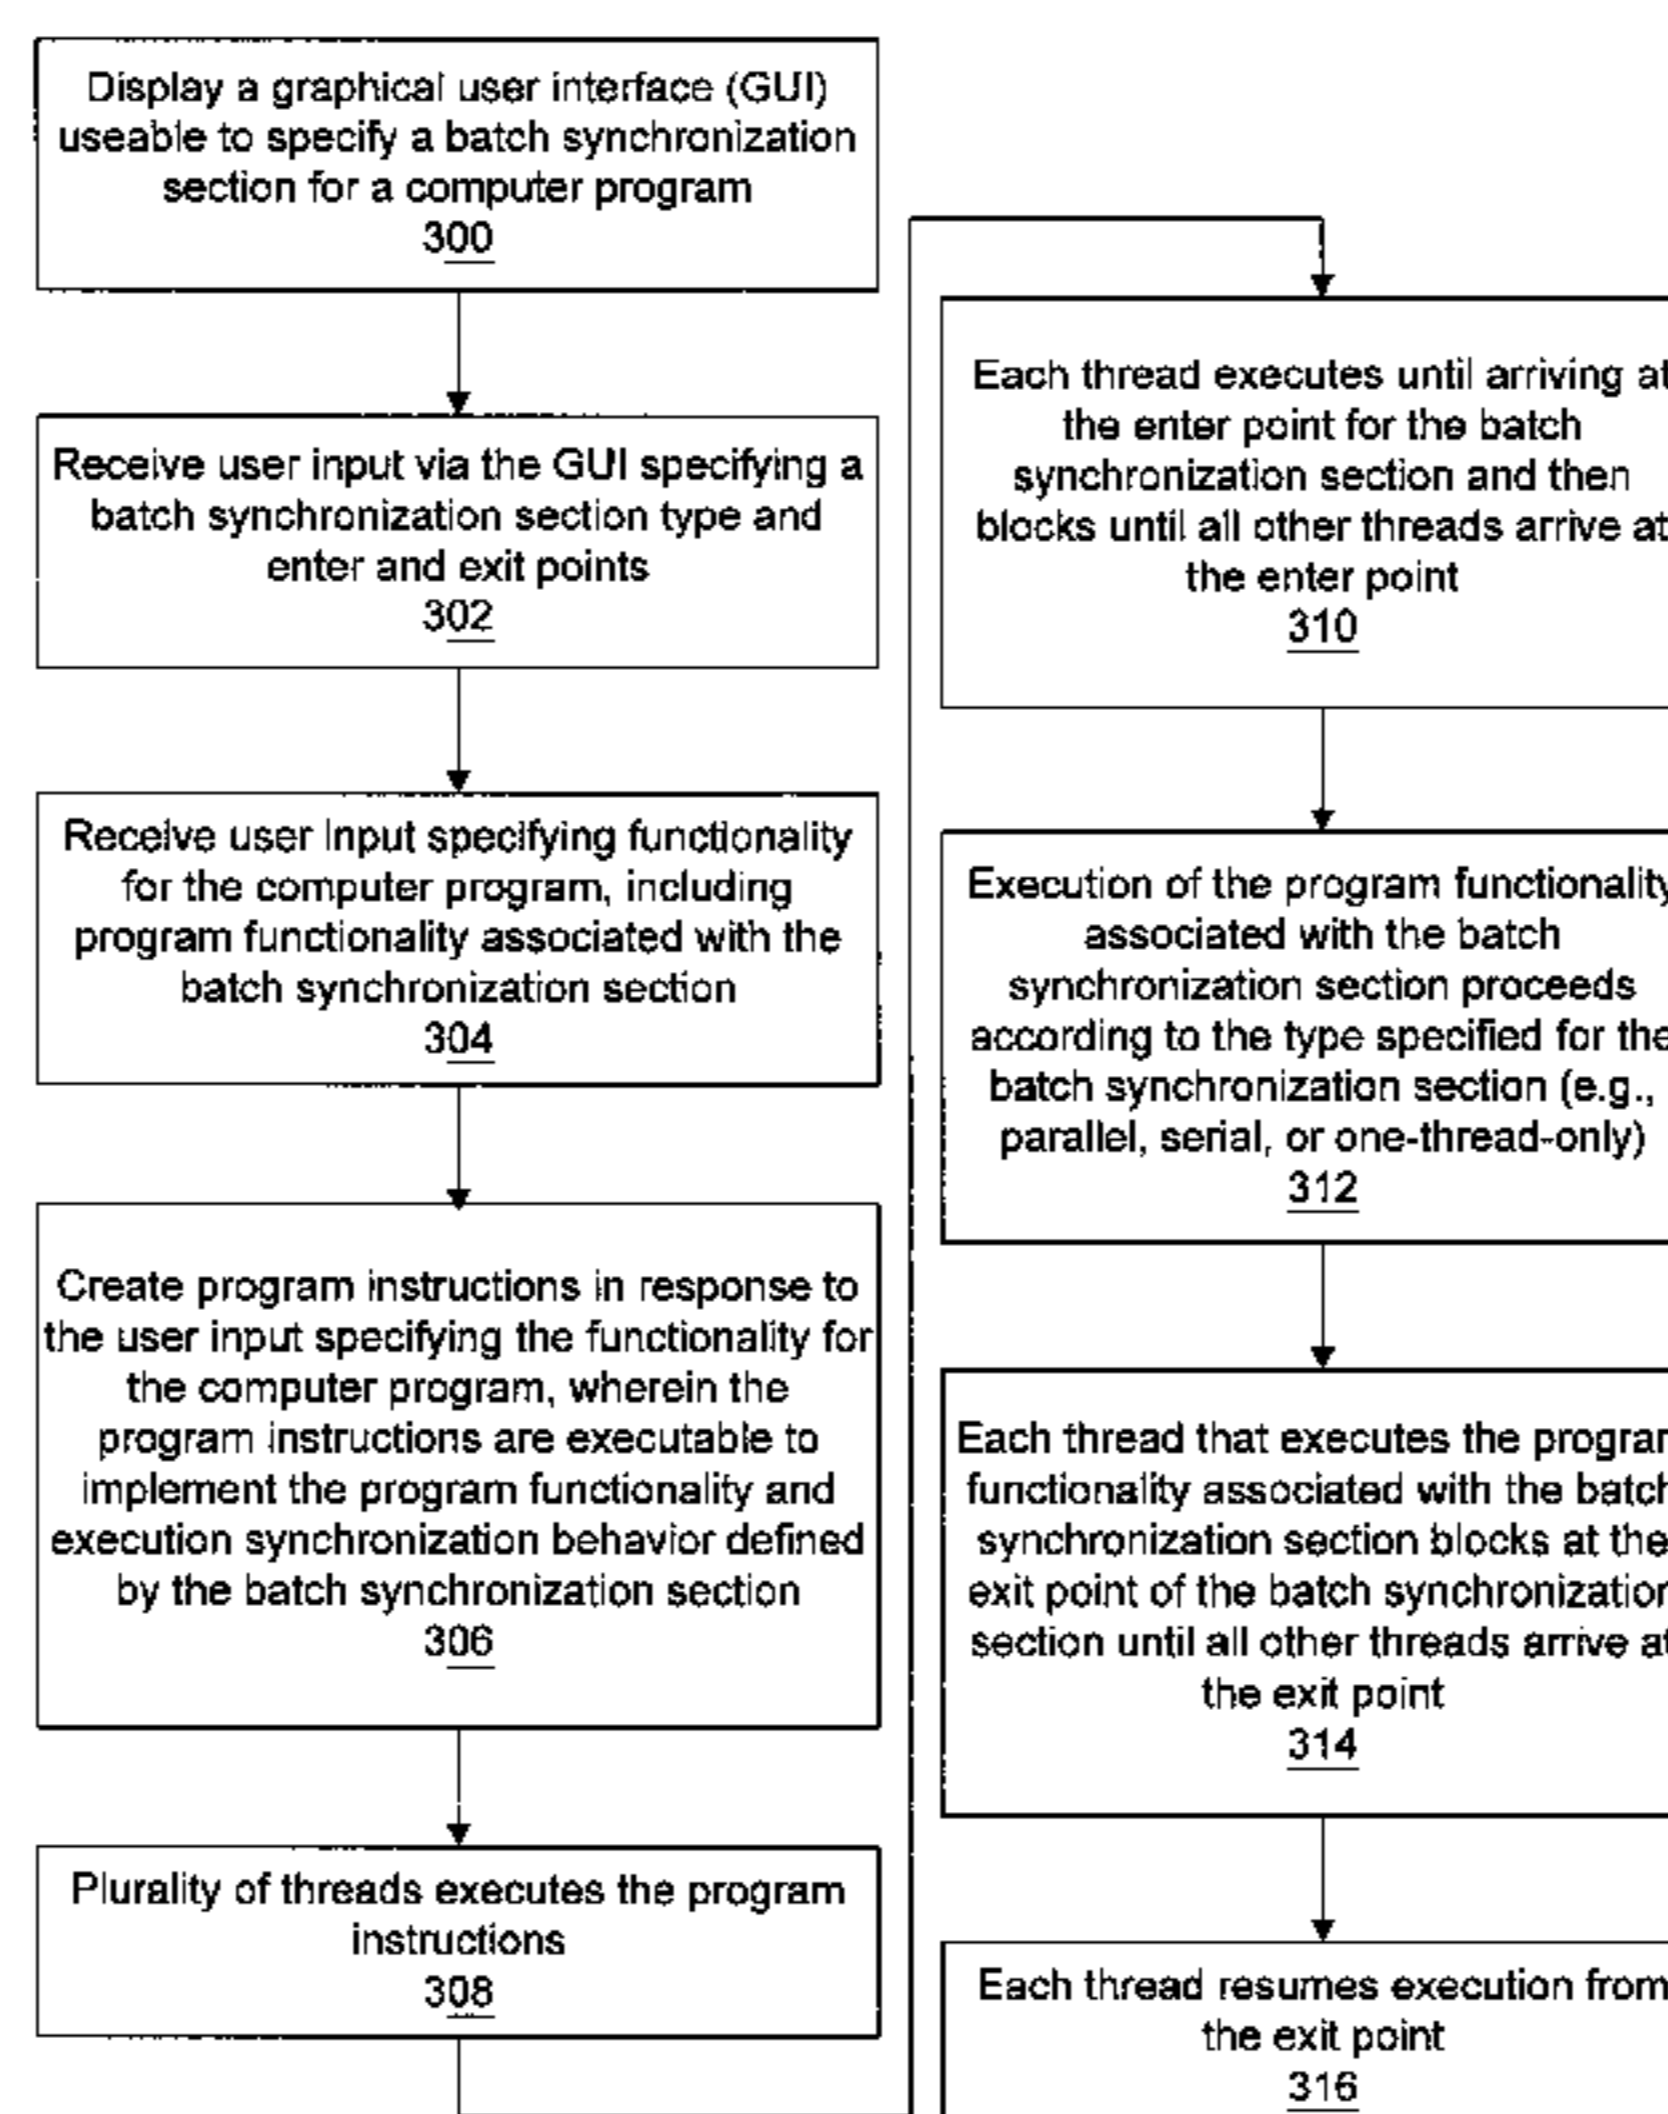 Display a graphical user interface (GUI)
useable to specify a batch synchronization
section for a computer program
300
Receive user input via the GUI specifying a
batch synchronization section type and
enter and exit points
302
Receive user input specifying functionality
for the computer program, including
program functionality associated with the
batch synchronization section
304
Create program instructions in response to
the user input specifying the functionality for
the computer program, wherein the
program instructions are executable to
implement the program functionality and
execution synchronization behavior defined
by the batch synchronization section
306
Plurality of threads executes the program
instructions
308
Each thread executes until arriving at
the enter point for the batch
synchronization section and then
blocks until all other threads arrive at
the enter point
310
Execution of the program functionality
associated with the batch
synchronization section proceeds
according to the type specified for the
batch synchronization section (e.g.,
parallel, serial, or one-thread-only)
312
Each thread that executes the program
functionality associated with the batch
synchronization section blocks at the
exit point of the batch synchronization
section until all other threads arrive at
the exit point
314
Each thread resumes execution from
the exit point
316